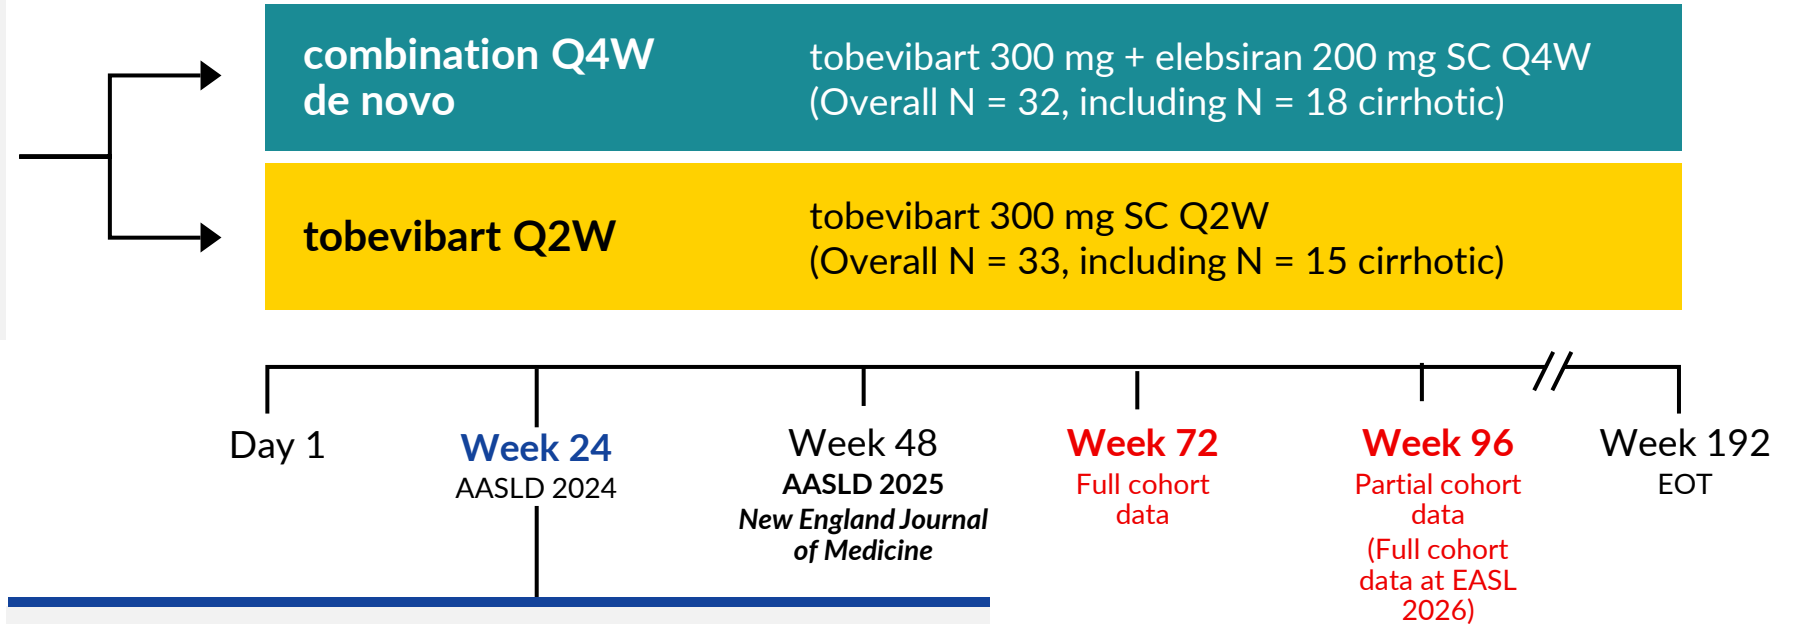 combination Q4W
de novo
tobevibart 300 mg + elebsiran 200 mg SC Q4W
(Overall N = 32, including N = 18 cirrhotic)
tobevibart Q2W
tobevibart 300 mg SC Q2W
(Overall N = 33, including N = 15 cirrhotic)
Day 1
Week 24
AASLD 2024
Week 48
AASLD 2025
New England Journal
of Medicine
Week 72
Full cohort
data
Week 96
Partial cohort
data
(Full cohort
data at EASL
2026)
Week 192
EOT